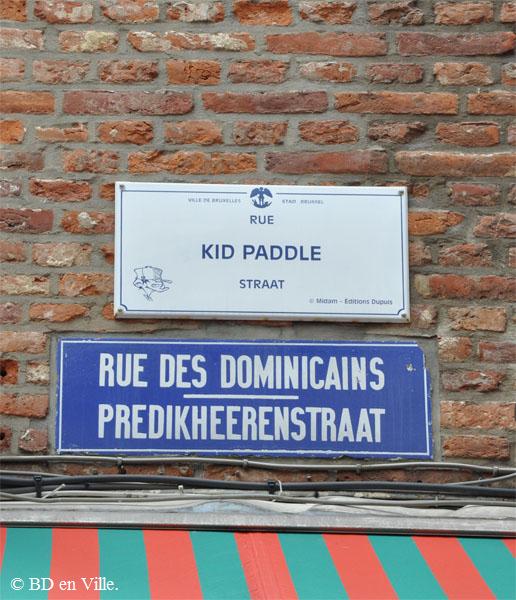 VILLE DE BRUXELLES STAD BRUSSEL
RUE
KID PADDLE
STRAAT
© Midam - Editions Dupuis
RUE DES DOMINICAINS
PREDIKHEERENSTRAAT
© BD en Ville.